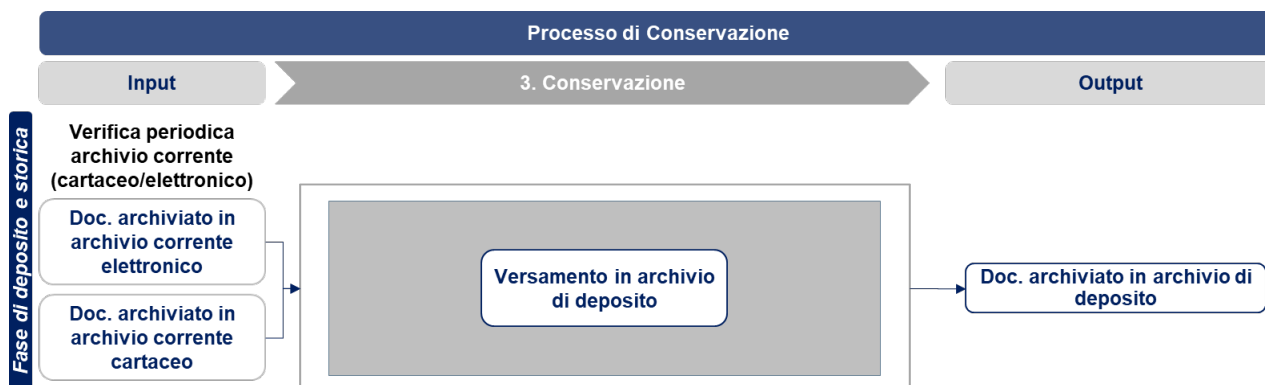 Processo di Conservazione
Input
3. Conservazione
Output
Fase di deposito e storica
Verifica periodica
archivio corrente
(cartaceo/elettronico)
Doc. archiviato in
archivio corrente
elettronico
Doc. archiviato in
archivio corrente
cartaceo
Versamento in archivio
di deposito
Doc. archiviato in archivio di
deposito